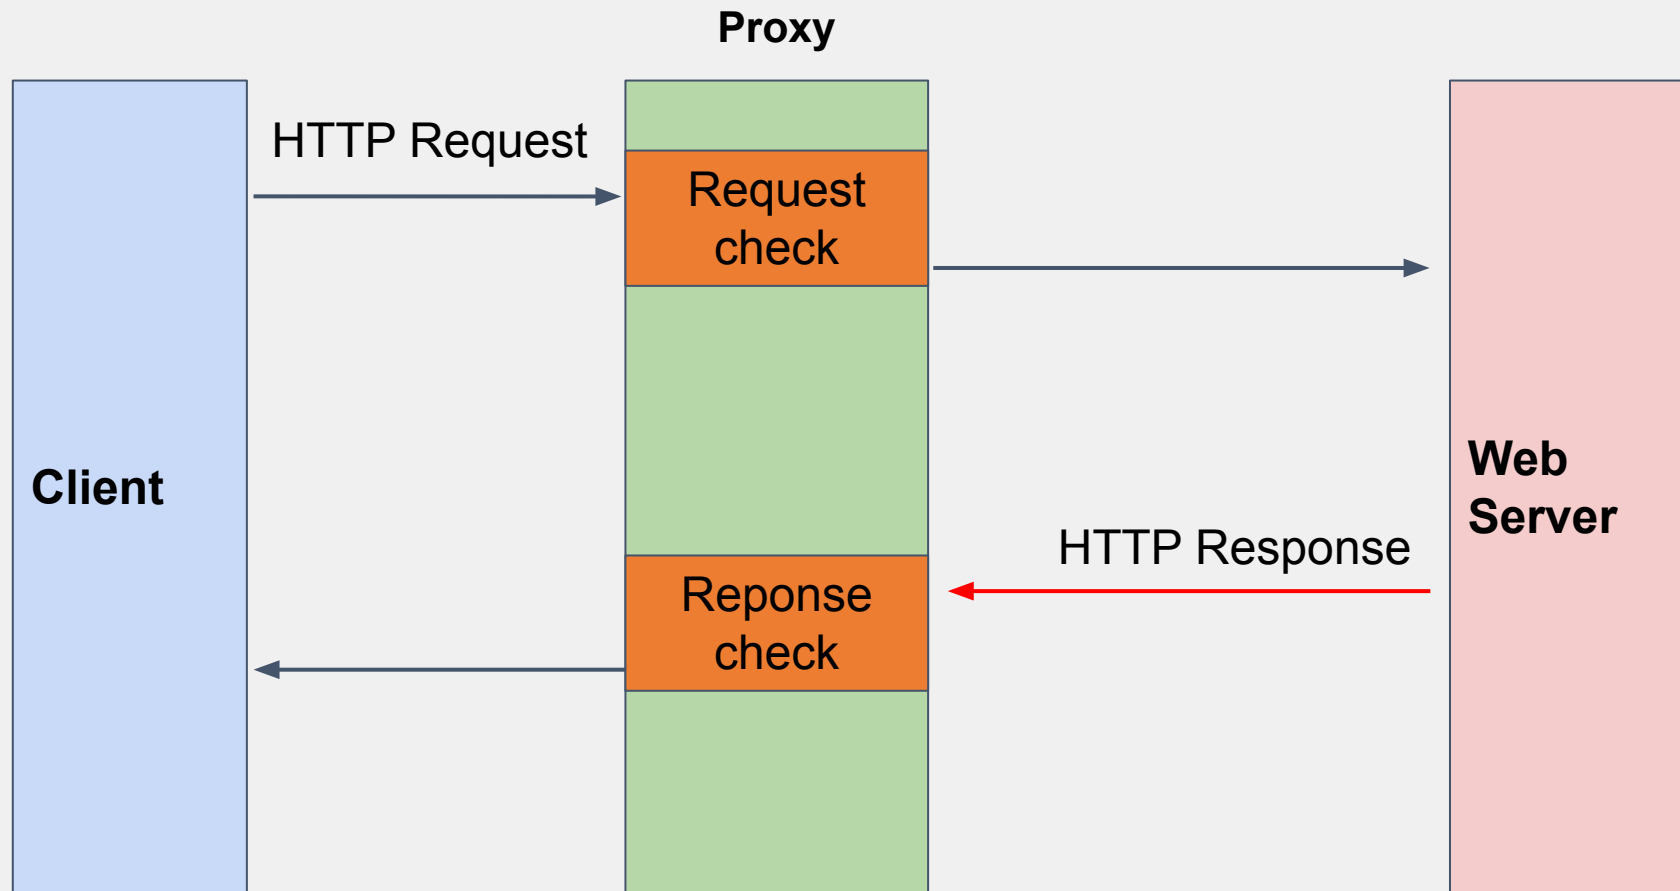 Proxy
HTTP Request
Request
check
Client
Web
Server
HTTP Response
Reponse
check